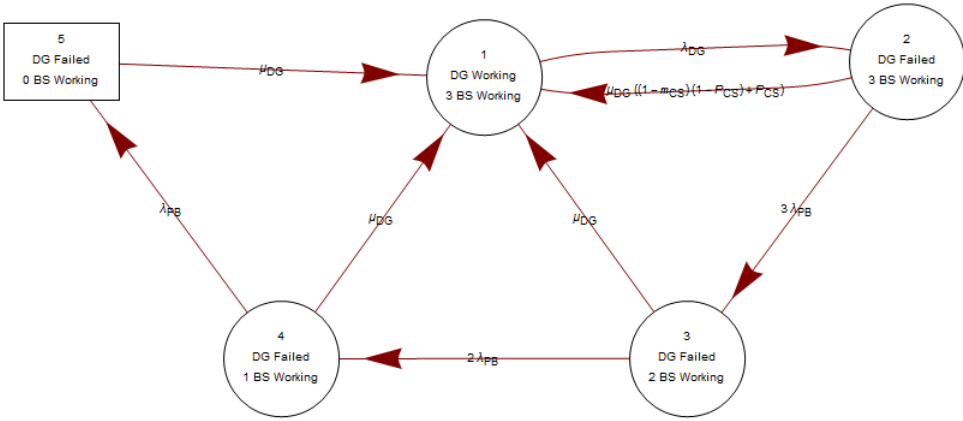 5
DG Failed
0 BS Working
μDG
1
DG Working
3 BS Working
λDG
μDG ((1 - mCS) (1 - PCS) + PCS)
2
DG Failed
3 BS Working
λPB
μDG
μDG
3 λPB
4
DG Failed
1 BS Working
2 λPB
3
DG Failed
2 BS Working